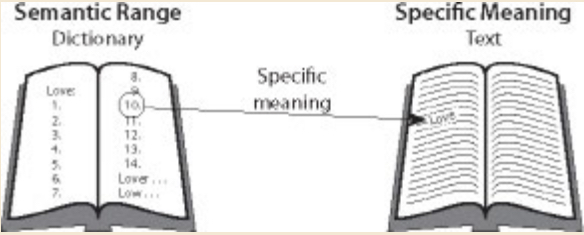 Semantic Range
Dictionary
Love:
1.
2.
3.
4.
5.
6.
7.
8.
9.
10.
11.
12.
13.
14.
Lover ...
Low ...
Specific
meaning
Specific Meaning
Text
Love